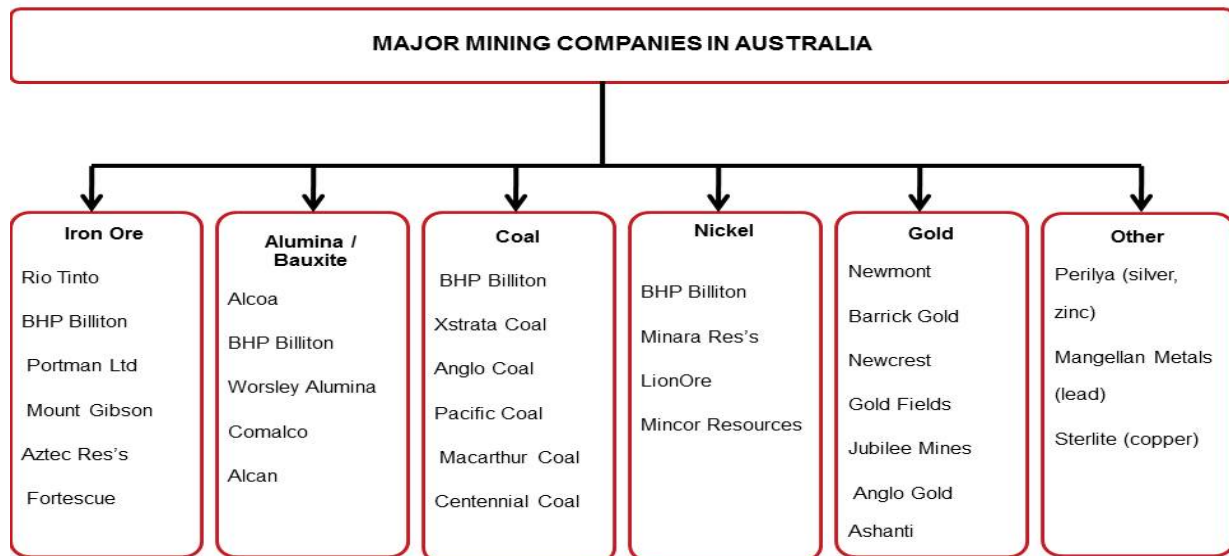 MAJOR MINING COMPANIES IN AUSTRALIA
Iron Ore
Rio Tinto
BHP Billiton
Portman Ltd
Mount Gibson
Aztec Res’s
Fortescue
Alumina /
Bauxite
Alcoa
BHP Billiton
Worsley Alumina
Comalco
Alcan
Coal
BHP Billiton
Xstrata Coal
Anglo Coal
Pacific Coal
Macarthur Coal
Centennial Coal
Nickel
BHP Billiton
Minara Res’s
LionOre
Mincor Resources
Gold
Newmont
Barrick Gold
Newcrest
Gold Fields
Jubilee Mines
Anglo Gold
Ashanti
Other
Perilya (silver,
zinc)
Mangellan Metals
(lead)
Sterlite (copper)